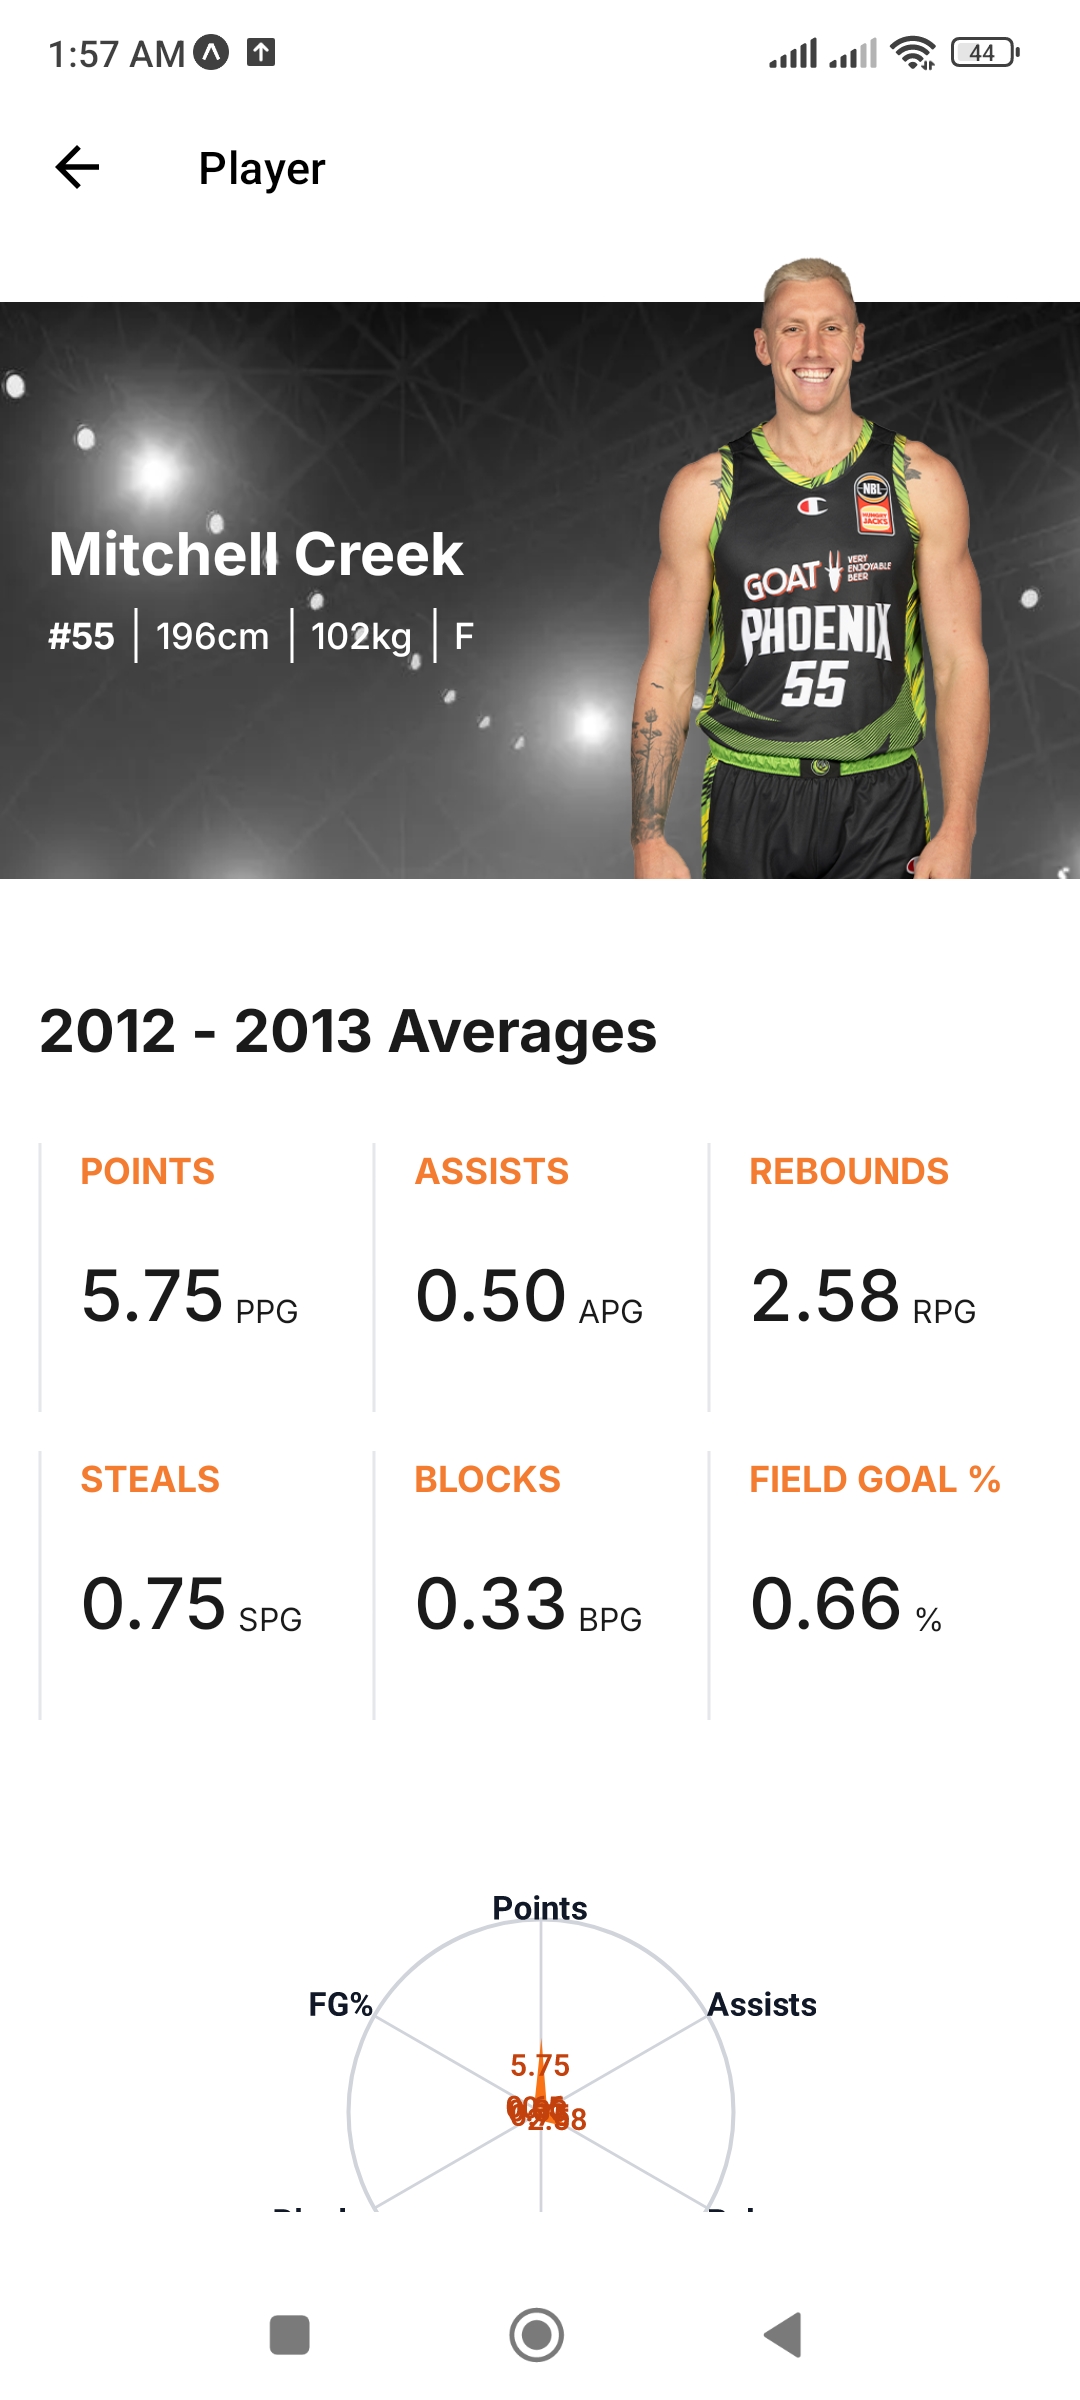 1:57 AM
44
Player
NBL
HUNGRY
JACKS
GOAT
VERY
ENJOYABLE
BEER
PHOENIX
55
Mitchell Creek
#55 | 196cm | 102kg | F
2012 - 2013 Averages
POINTS ASSISTS REBOUNDS
5.75 PPG 0.50 APG 2.58 RPG
STEALS BLOCKS FIELD GOAL %
0.75 SPG 0.33 BPG 0.66 %
Points
FG% Assists
5.75
2.58